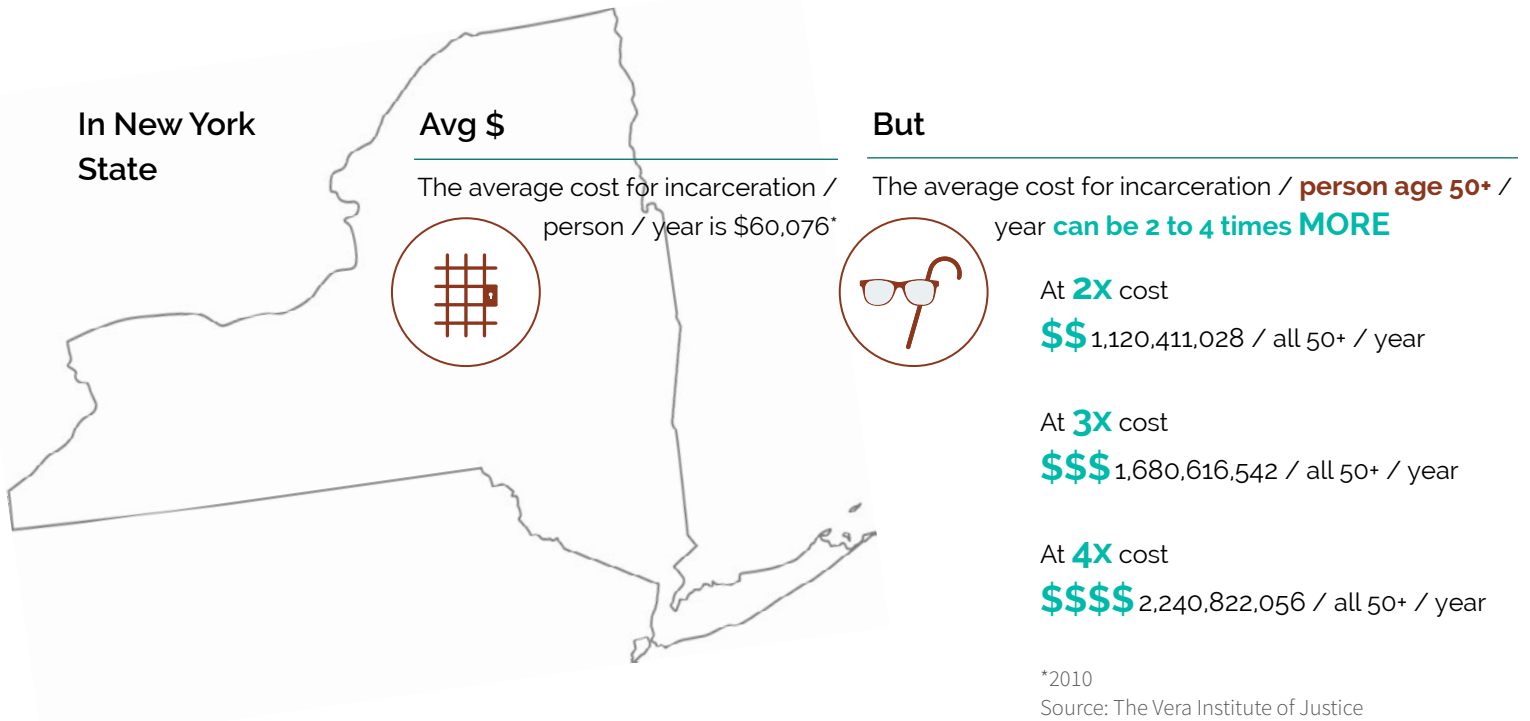 In New York
State
Avg $
The average cost for incarceration /
person / year is $60,076*
But
The average cost for incarceration / person age 50+ /
year can be 2 to 4 times MORE
At 2X cost
$$ 1,120,411,028 / all 50+ / year
At 3X cost
$$$ 1,680,616,542 / all 50+ / year
At 4X cost
$$$$ 2,240,822,056 / all 50+ / year
*2010
Source: The Vera Institute of Justice